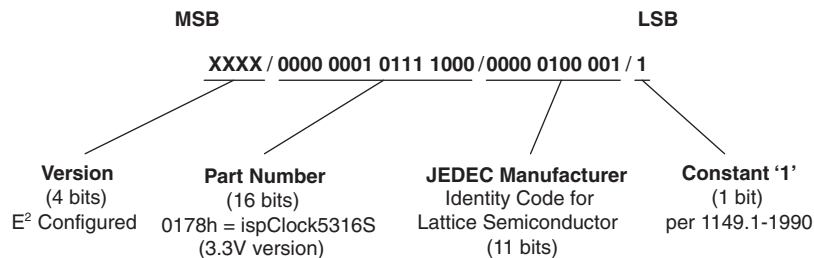 MSB LSB
XXXX / 0000 0001 0111 1000 / 0000 0100 001 / 1
Version
(4 bits)
E² Configured
Part Number
(16 bits)
0178h = ispClock5316S
(3.3V version)
JEDEC Manufacturer
Identity Code for
Lattice Semiconductor
(11 bits)
Constant ‘1’
(1 bit)
per 1149.1-1990